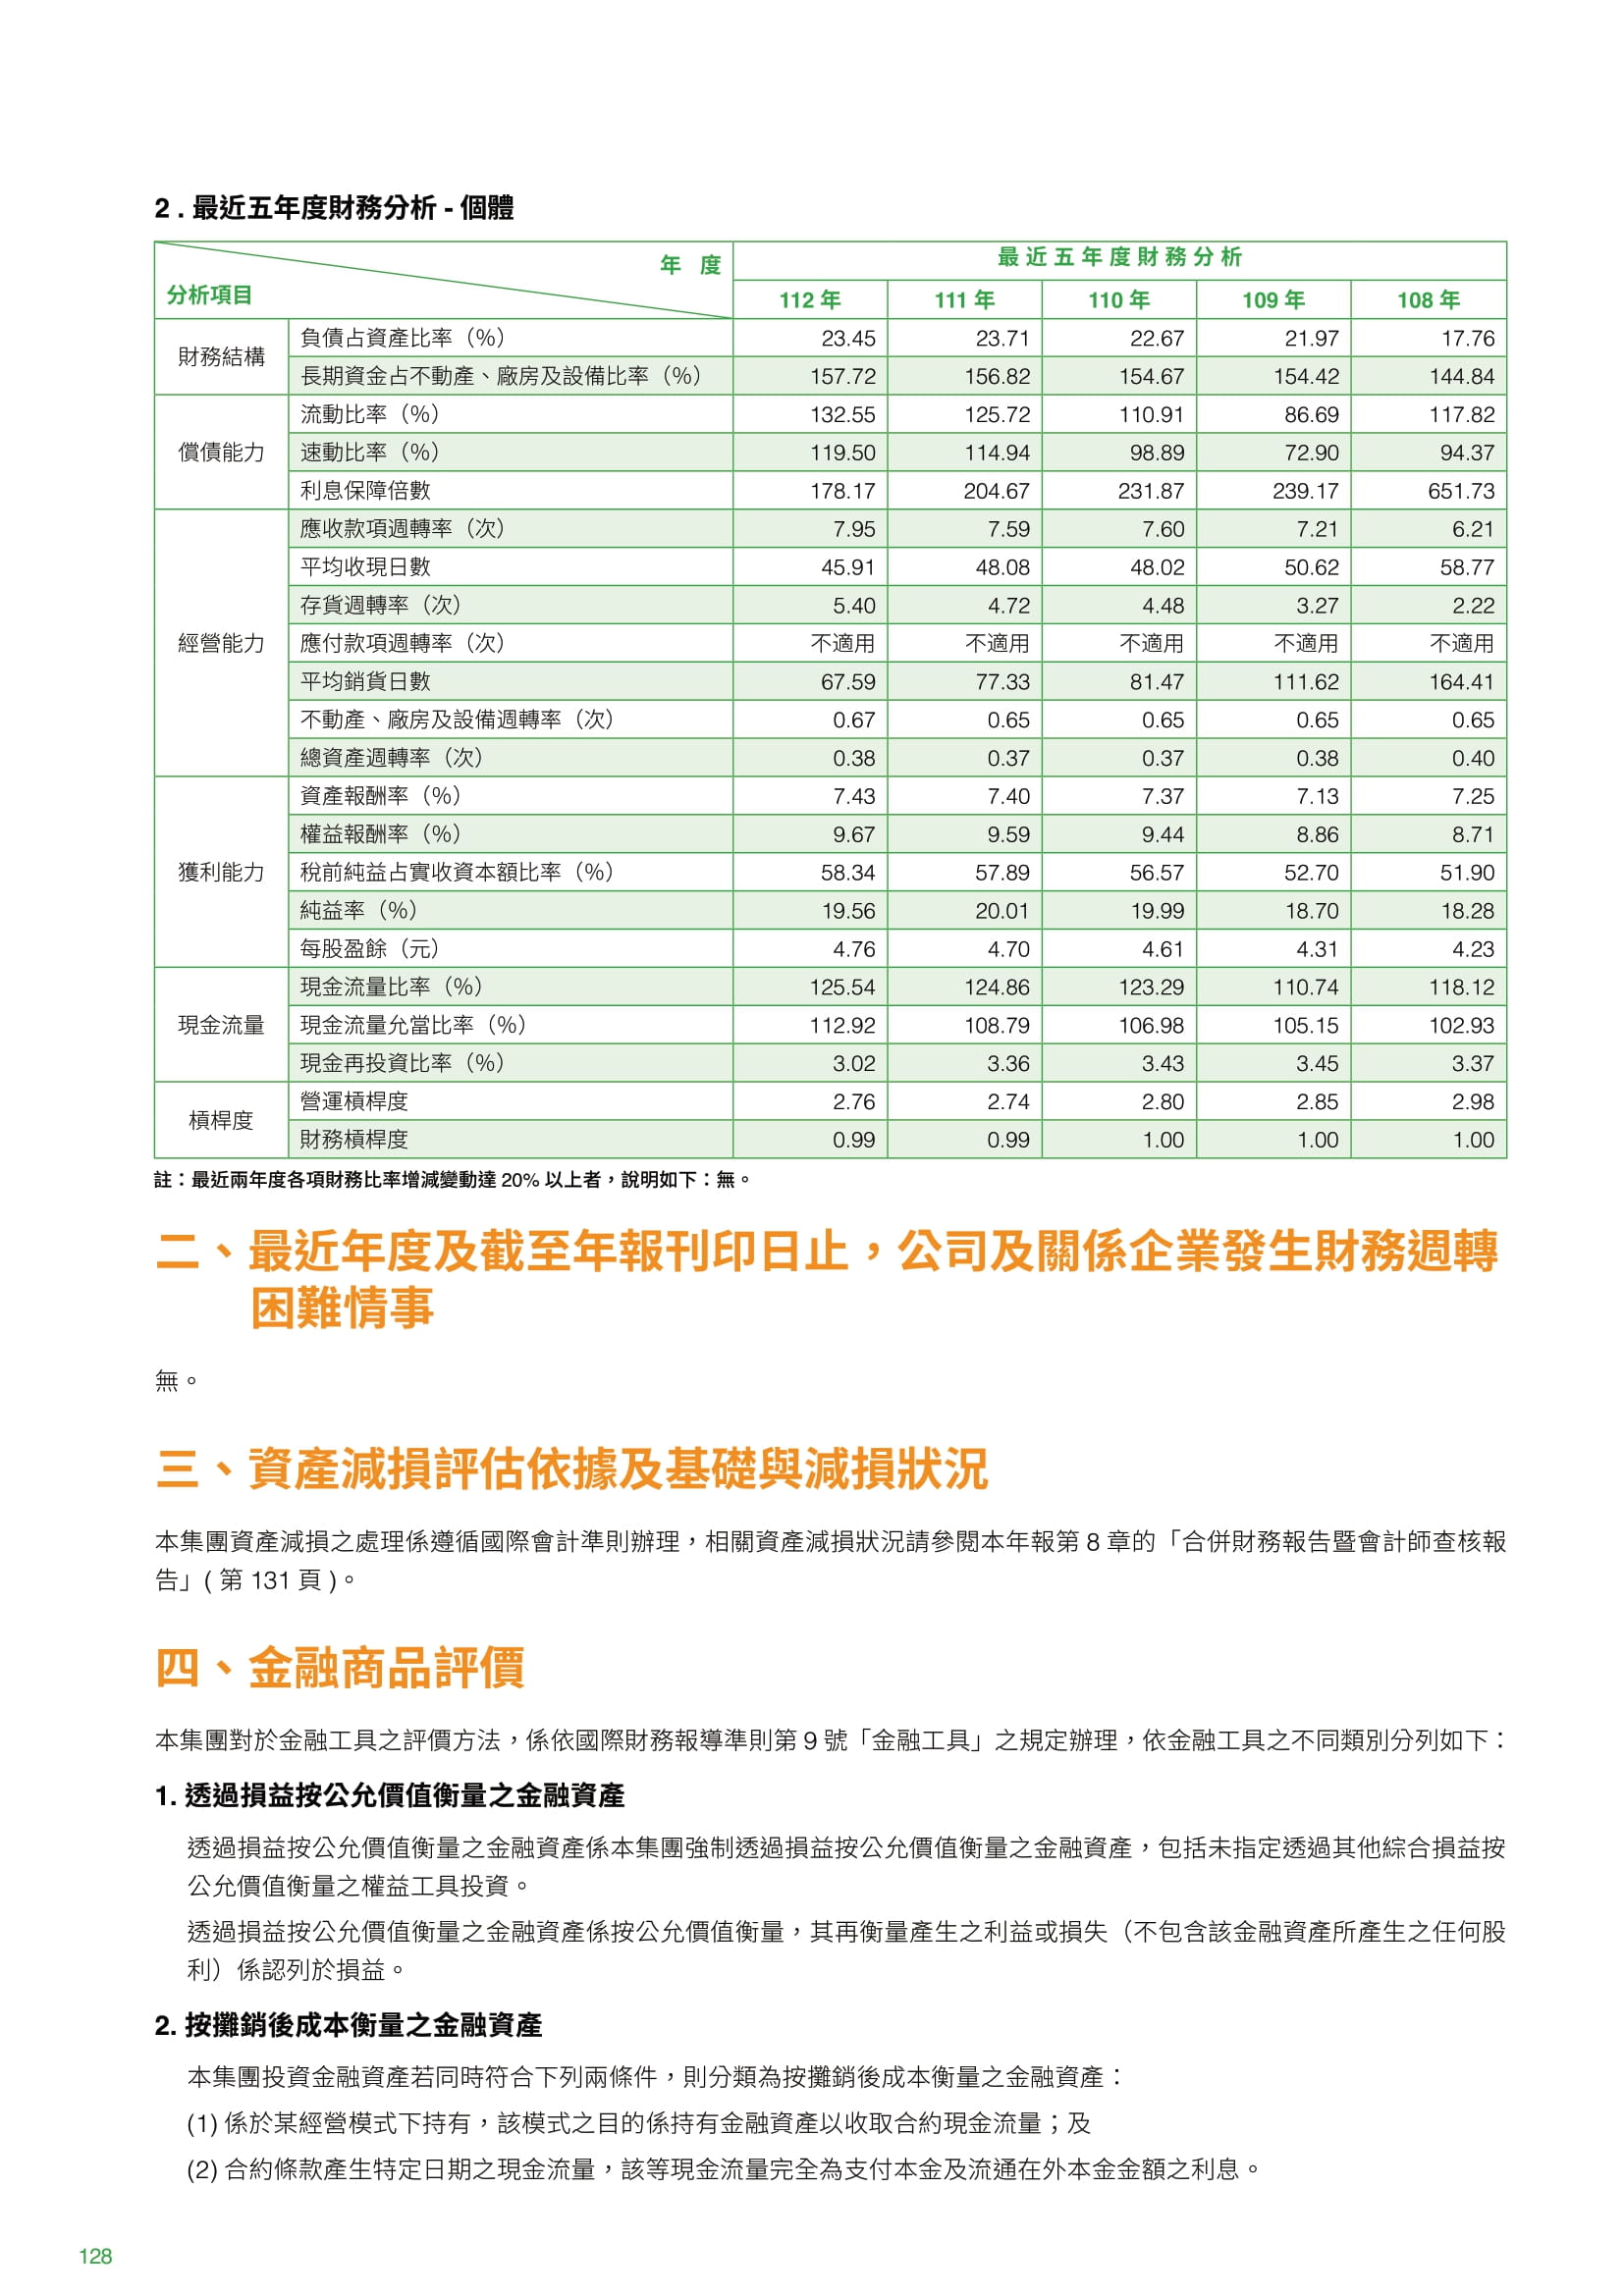 2 . 最近五年度財務分析 - 個體
年 度
分析項目
最近五年度財務分析
112 年 111 年 110 年 109 年 108 年
財務結構
負債占資產比率（%） 23.45 23.71 22.67 21.97 17.76
長期資金占不動產、廠房及設備比率（%） 157.72 156.82 154.67 154.42 144.84
償債能力
流動比率（%） 132.55 125.72 110.91 86.69 117.82
速動比率（%） 119.50 114.94 98.89 72.90 94.37
利息保障倍數 178.17 204.67 231.87 239.17 651.73
經營能力
應收款項週轉率（次） 7.95 7.59 7.60 7.21 6.21
平均收現日數 45.91 48.08 48.02 50.62 58.77
存貨週轉率（次） 5.40 4.72 4.48 3.27 2.22
應付款項週轉率（次） 不適用 不適用 不適用 不適用 不適用
平均銷貨日數 67.59 77.33 81.47 111.62 164.41
不動產、廠房及設備週轉率（次） 0.67 0.65 0.65 0.65 0.65
總資產週轉率（次） 0.38 0.37 0.37 0.38 0.40
獲利能力
資產報酬率（%） 7.43 7.40 7.37 7.13 7.25
權益報酬率（%） 9.67 9.59 9.44 8.86 8.71
稅前純益占實收資本額比率（%） 58.34 57.89 56.57 52.70 51.90
純益率（%） 19.56 20.01 19.99 18.70 18.28
每股盈餘（元） 4.76 4.70 4.61 4.31 4.23
現金流量
現金流量比率（%） 125.54 124.86 123.29 110.74 118.12
現金流量允當比率（%） 112.92 108.79 106.98 105.15 102.93
現金再投資比率（%） 3.02 3.36 3.43 3.45 3.37
槓桿度
營運槓桿度 2.76 2.74 2.80 2.85 2.98
財務槓桿度 0.99 0.99 1.00 1.00 1.00
註：最近兩年度各項財務比率增減變動達 20% 以上者，說明如下：無。
二、最近年度及截至年報刊印日止，公司及關係企業發生財務週轉
困難情事
無。
三、資產減損評估依據及基礎與減損狀況
本集團資產減損之處理係遵循國際會計準則辦理，相關資產減損狀況請參閱本年報第 8 章的「合併財務報告暨會計師查核報
告」( 第 131 頁 )。
四、金融商品評價
本集團對於金融工具之評價方法，係依國際財務報導準則第 9 號「金融工具」之規定辦理，依金融工具之不同類別分列如下：
1. 透過損益按公允價值衡量之金融資產
透過損益按公允價值衡量之金融資產係本集團強制透過損益按公允價值衡量之金融資產，包括未指定透過其他綜合損益按
公允價值衡量之權益工具投資。
透過損益按公允價值衡量之金融資產係按公允價值衡量，其再衡量產生之利益或損失（不包含該金融資產所產生之任何股
利）係認列於損益。
2. 按攤銷後成本衡量之金融資產
本集團投資金融資產若同時符合下列兩條件，則分類為按攤銷後成本衡量之金融資產：
(1) 係於某經營模式下持有，該模式之目的係持有金融資產以收取合約現金流量；及
(2) 合約條款產生特定日期之現金流量，該等現金流量完全為支付本金及流通在外本金金額之利息。
128